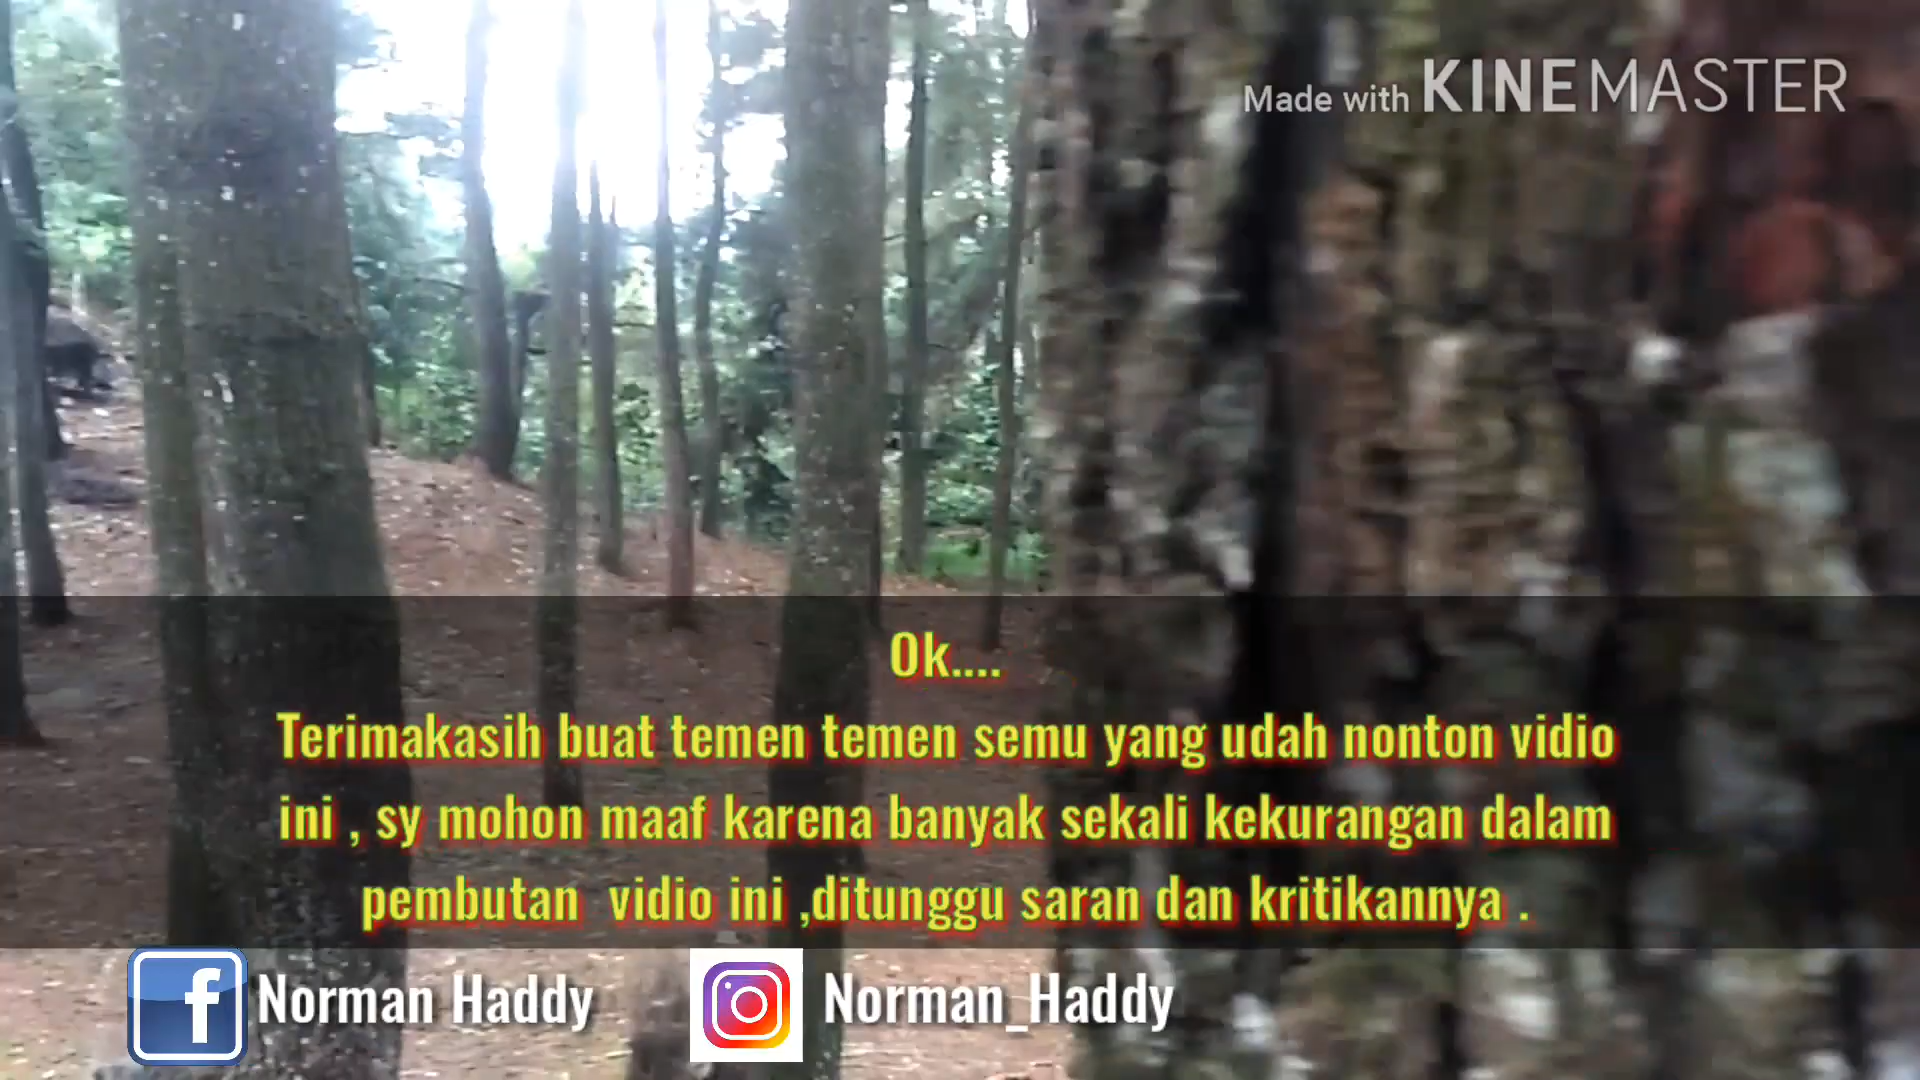 Made with KINEMASTER
Ok....
Terimakasih buat temen temen semu yang udah nonton vidio
ini , sy mohon maaf karena banyak sekali kekurangan dalam
pembutan vidio ini ,ditunggu saran dan kritikannya .
f Norman Haddy Norman_Haddy